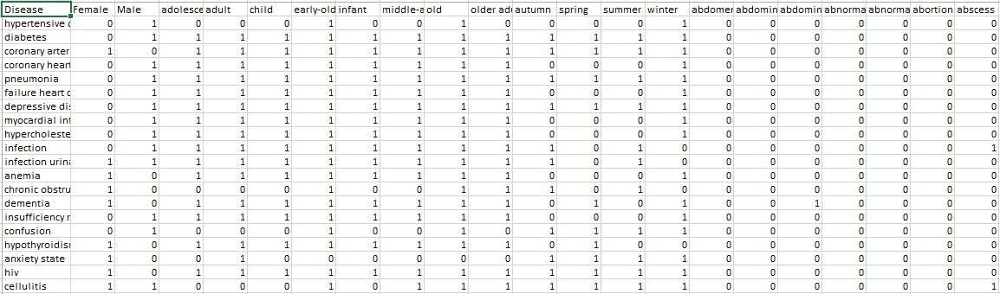 Disease Female Male adolesce adult child early-old infant middle-a old older adu autumn spring summer winter abdomen abdomin abdomin abnorma abnorma abortion abscess
hypertensive 0 1 0 0 0 1 0 0 1 0 0 0 0 1 0 0 0 0 0 0 0
diabetes 0 1 1 1 1 1 1 1 1 1 1 1 1 1 0 0 0 0 0 0 0
coronary arter 1 0 1 1 1 1 1 1 1 1 1 1 1 1 0 0 0 0 0 0 0
coronary heart 0 1 1 1 1 1 1 1 1 1 0 0 0 1 0 0 0 0 0 0 0
pneumonia 0 1 1 1 1 1 1 1 1 1 1 1 1 1 0 0 0 0 0 0 0
failure heart c 0 1 1 1 1 1 1 1 1 1 0 0 0 1 0 0 0 0 0 0 0
depressive dis 0 1 1 1 1 1 1 1 1 1 1 1 1 1 0 0 0 0 0 0 0
myocardial inf 0 1 1 1 1 1 1 1 1 1 0 0 0 1 0 0 0 0 0 0 0
hypercholeste 0 1 1 1 1 1 1 1 1 1 0 0 0 1 0 0 0 0 0 0 0
infection 0 1 1 1 1 1 1 1 1 1 1 0 1 0 0 0 0 0 0 0 1
infection urina 1 1 1 1 1 1 1 1 1 1 1 0 1 1 0 0 0 0 0 0 0
anemia 1 0 1 1 1 1 1 1 1 1 0 0 0 1 0 0 0 0 0 0 0
chronic obstru 1 0 0 0 0 1 0 0 1 1 1 0 1 0 0 0 0 0 0 0 0
dementia 1 0 1 1 1 1 1 1 1 1 0 1 0 1 0 0 1 0 0 0 0
insufficiency r 0 1 1 1 1 1 1 1 1 1 0 0 0 1 0 0 0 0 0 0 0
confusion 0 1 0 0 0 1 0 0 1 0 1 1 1 1 0 0 0 0 0 0 0
hypothyroidis 1 0 1 1 1 1 1 1 1 1 0 1 0 0 0 0 0 0 0 0 0
anxiety state 1 0 0 1 0 0 0 0 0 0 1 1 1 1 0 0 0 0 0 0 0
hiv 1 0 1 1 1 1 1 1 1 1 1 1 1 1 0 0 0 0 0 0 0
cellulitis 1 1 0 0 0 1 0 1 1 1 1 1 1 1 0 0 0 0 0 0 1